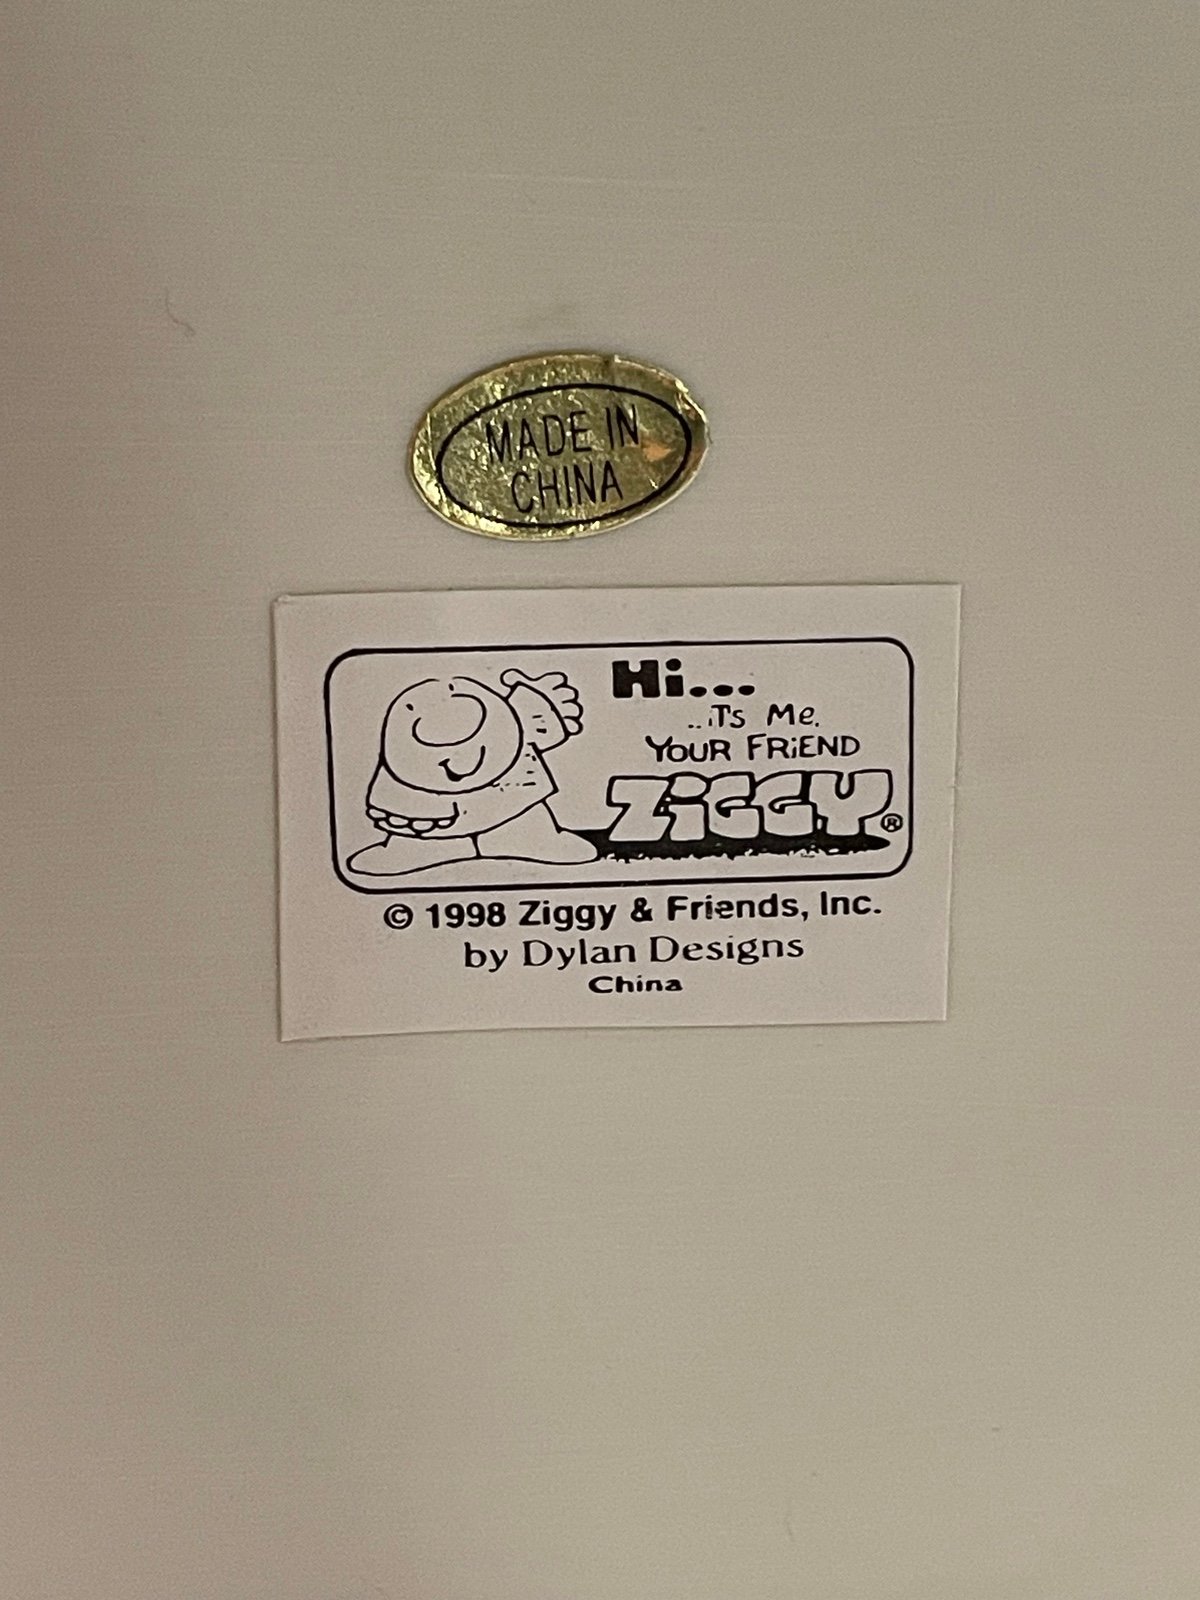 MADE IN
CHINA
Hi...
..iTs Me.
YOUR FRiEND
ZiGGY®
© 1998 Ziggy & Friends, Inc.
by Dylan Designs
China